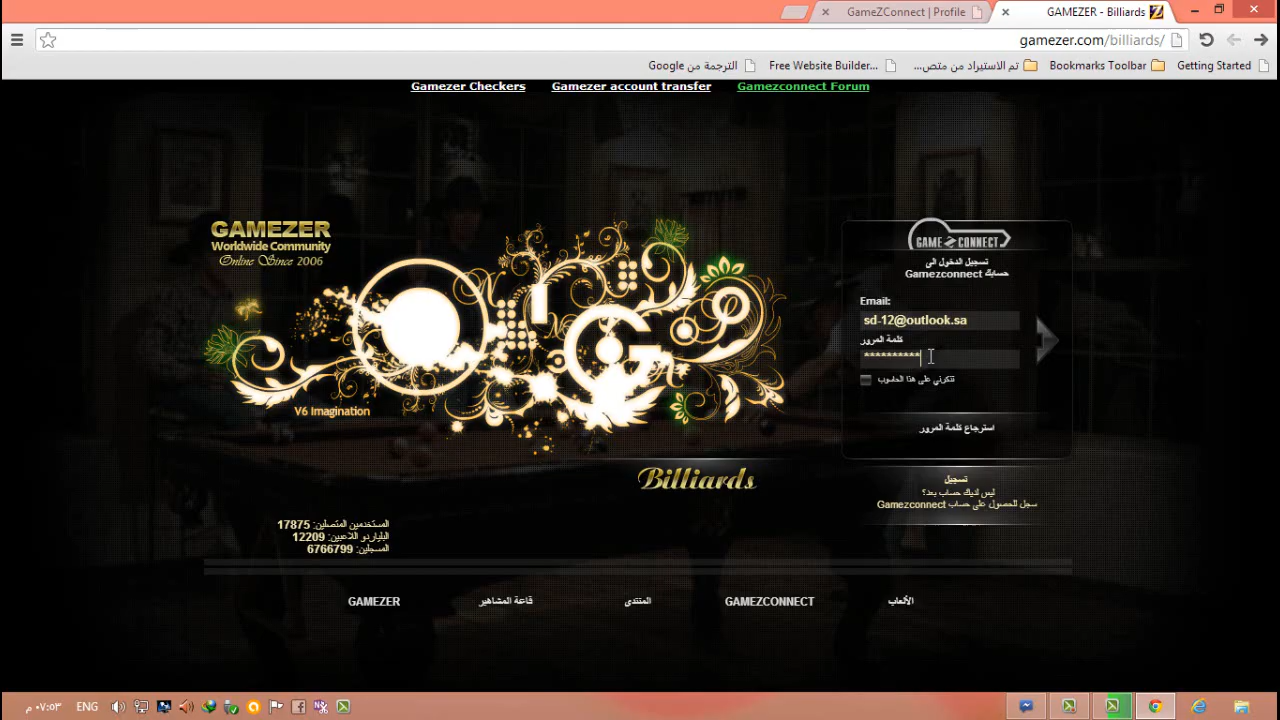 GAMEZER - Billiards
GameZConnect | Profile
gamezer.com/billiards/
Getting Started
Bookmarks Toolbar
تم الاستيراد من متص...
Free Website Builder...
الترجمة من Google
Gamezer Checkers
Gamezer account transfer
Gamezconnect Forum
GAMEZER
Worldwide Community
Online Since 2006
V6 Imagination
Billiards
GAME CONNECT
تسجيل الدخول الى
حسابك Gamezconnect
Email:
sd-12@outlook.sa
كلمة المرور
**********
تذكرني على هذا الحاسوب
استرجاع كلمة المرور
تسجيل
ليس لديك حساب بعد؟
سجل للحصول على حساب Gamezconnect
المستخدمين المتصلين: 17875
البلياردو اللاعبين: 12209
المسجلين: 6766799
GAMEZER
قاعة المشاهير
المنتدى
GAMEZCONNECT
الألعاب
٠٧:٥٣ م
ENG